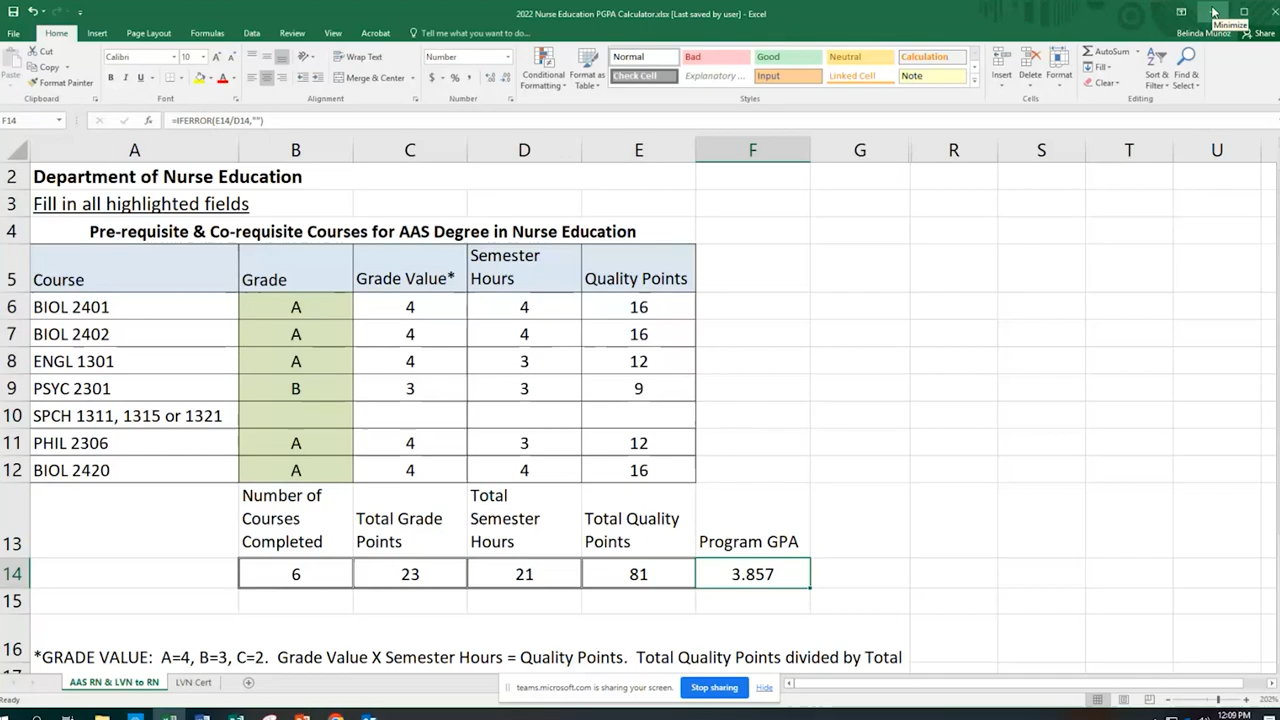 2022 Nurse Education PGPA Calculator.xlsx [Last saved by user] - Excel
Minimize
File Home Insert Page Layout Formulas Data Review View Acrobat Tell me what you want to do Belinda Munoz Share
Cut
Copy
Format Painter
Clipboard
Calibri 10
B I U
Font
Wrap Text
Merge & Center
Alignment
Number
$ % ,
Number
Conditional Formatting
Format as Table
Normal Bad Good Neutral Calculation
Check Cell Explanatory ... Input Linked Cell Note
Styles
Insert Delete Format
Cells
AutoSum
Fill
Clear
Sort & Filter
Find & Select
Editing
F14 fx =IFERROR(E14/D14,"")
A B C D E F G R S T U
2 Department of Nurse Education
3 Fill in all highlighted fields
4 Pre-requisite & Co-requisite Courses for AAS Degree in Nurse Education
5 Course Grade Grade Value* Semester Hours Quality Points
6 BIOL 2401 A 4 4 16
7 BIOL 2402 A 4 4 16
8 ENGL 1301 A 4 3 12
9 PSYC 2301 B 3 3 9
10 SPCH 1311, 1315 or 1321
11 PHIL 2306 A 4 3 12
12 BIOL 2420 A 4 4 16
13 Number of Courses Completed Total Grade Points Total Semester Hours Total Quality Points Program GPA
14 6 23 21 81 3.857
15
16 *GRADE VALUE: A=4, B=3, C=2. Grade Value X Semester Hours = Quality Points. Total Quality Points divided by Total
17
AAS RN & LVN to RN LVN Cert
teams.microsoft.com is sharing your screen. Stop sharing Hide
Ready
202%
12:09 PM